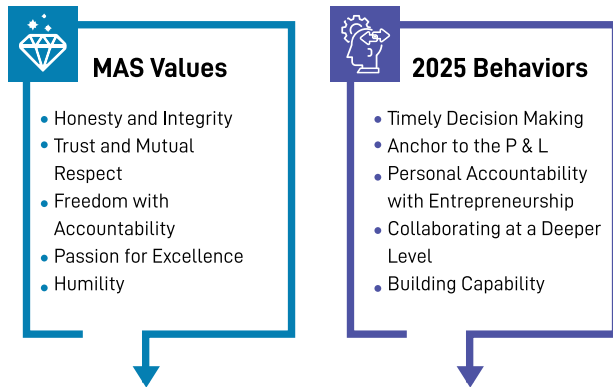 MAS Values
• Honesty and Integrity
• Trust and Mutual
Respect
• Freedom with
Accountability
• Passion for Excellence
• Humility
2025 Behaviors
• Timely Decision Making
• Anchor to the P & L
• Personal Accountability
with Entrepreneurship
• Collaborating at a Deeper
Level
• Building Capability